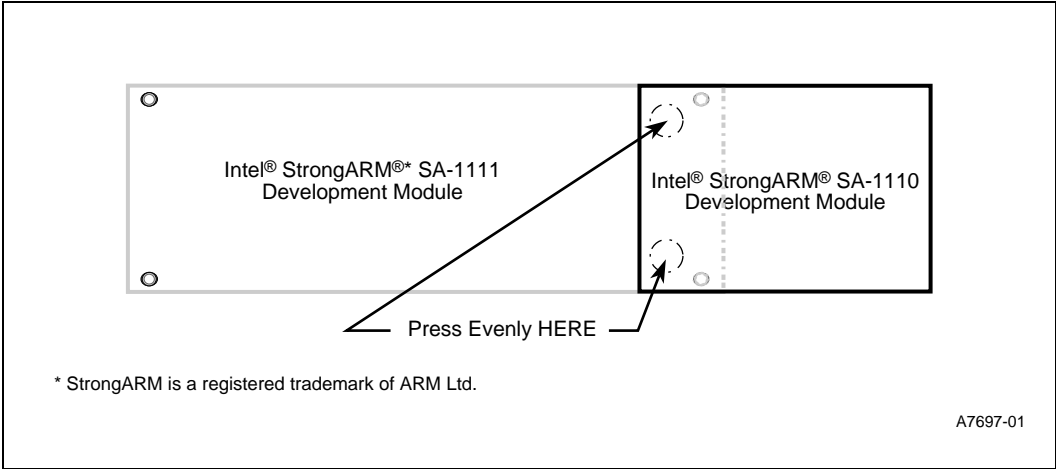 Intel® StrongARM®* SA-1111
Development Module
Intel® StrongARM® SA-1110
Development Module
Press Evenly HERE
* StrongARM is a registered trademark of ARM Ltd.
A7697-01